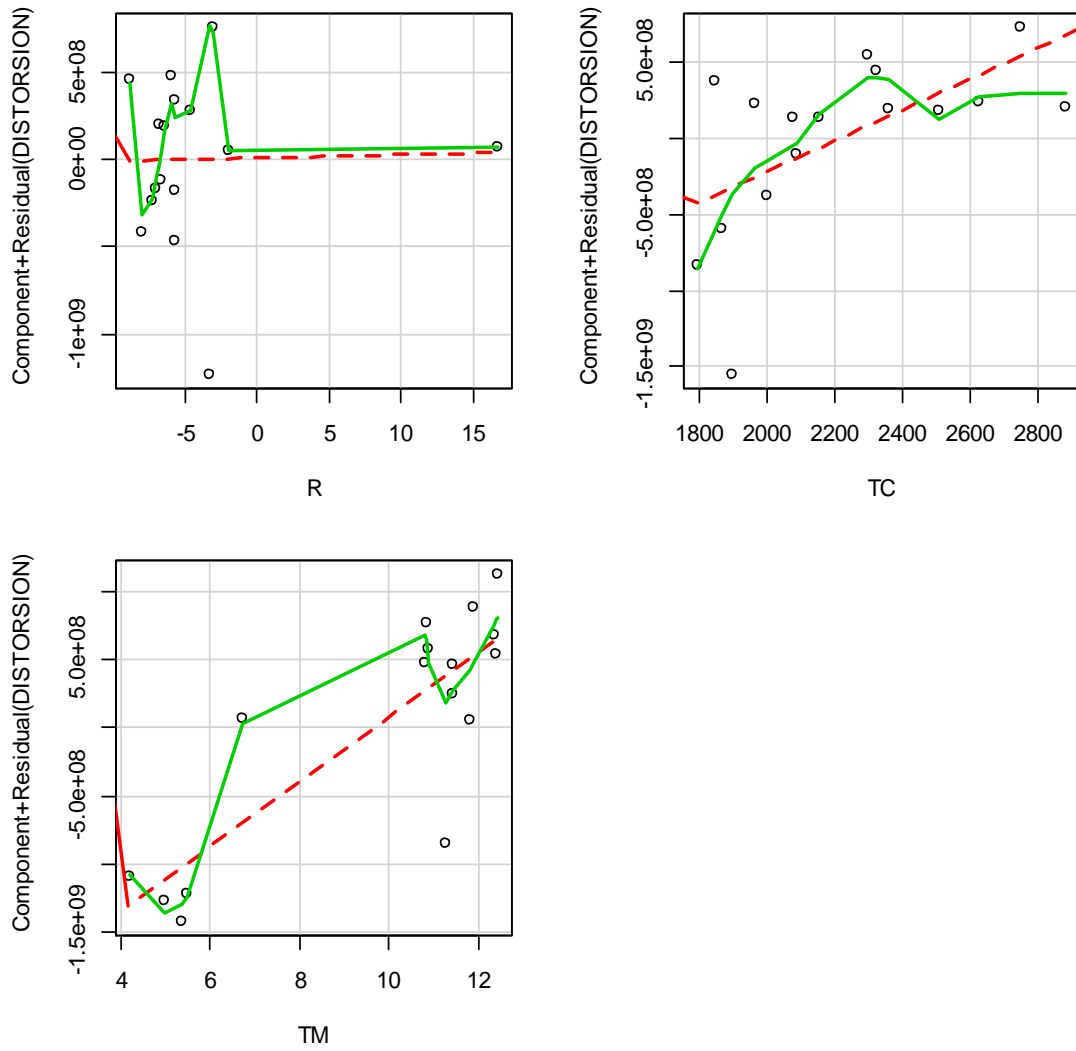 Component+Residual(DISTORSION)
5e+08
0e+00
-1e+09
-5 0 5 10 15
R
Component+Residual(DISTORSION)
5.0e+08
-5.0e+08
-1.5e+09
1800 2000 2200 2400 2600 2800
TC
Component+Residual(DISTORSION)
5.0e+08
-5.0e+08
-1.5e+09
4 6 8 10 12
TM